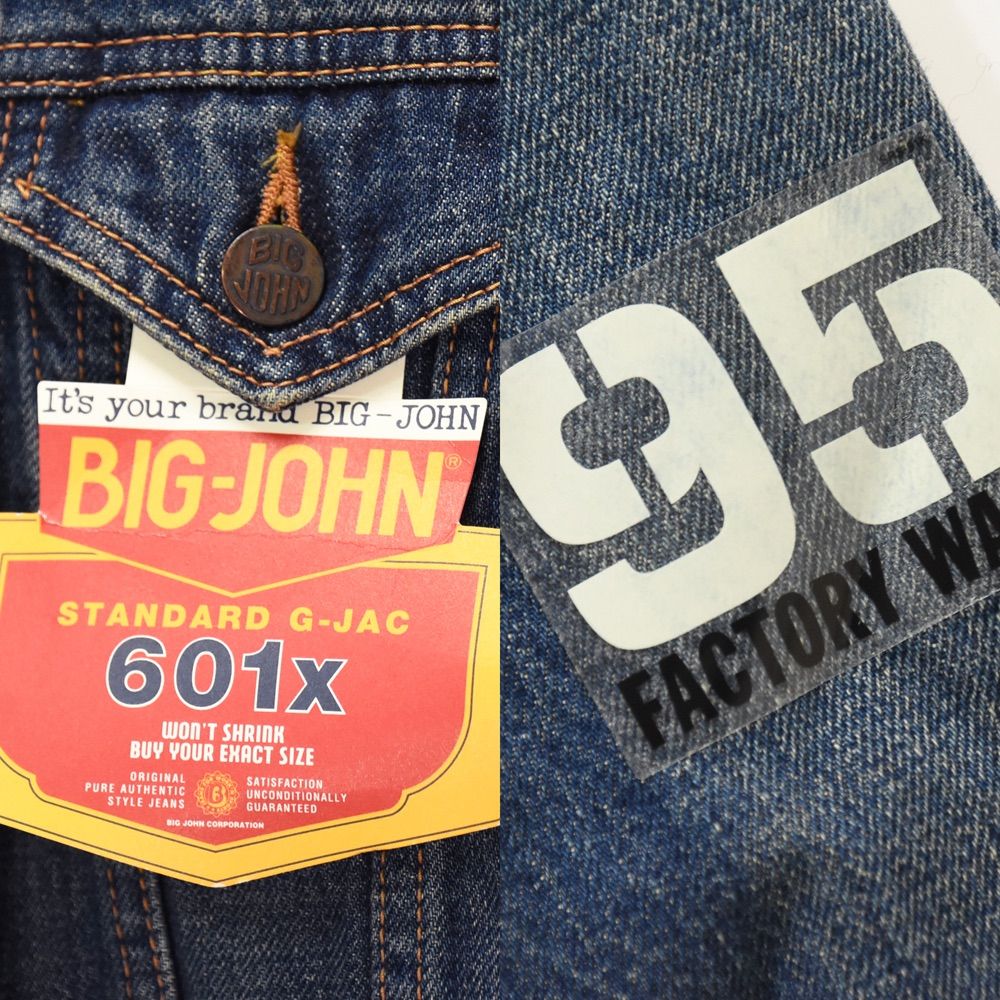 BIG
JOHN
It's your brand BIG-JOHN
BIG-JOHN®
STANDARD G-JAC
601x
WON'T SHRINK
BUY YOUR EXACT SIZE
ORIGINAL
PURE AUTHENTIC
STYLE JEANS
SATISFACTION
UNCONDITIONALLY
GUARANTEED
BIG JOHN CORPORATION
95
FACTORY WA